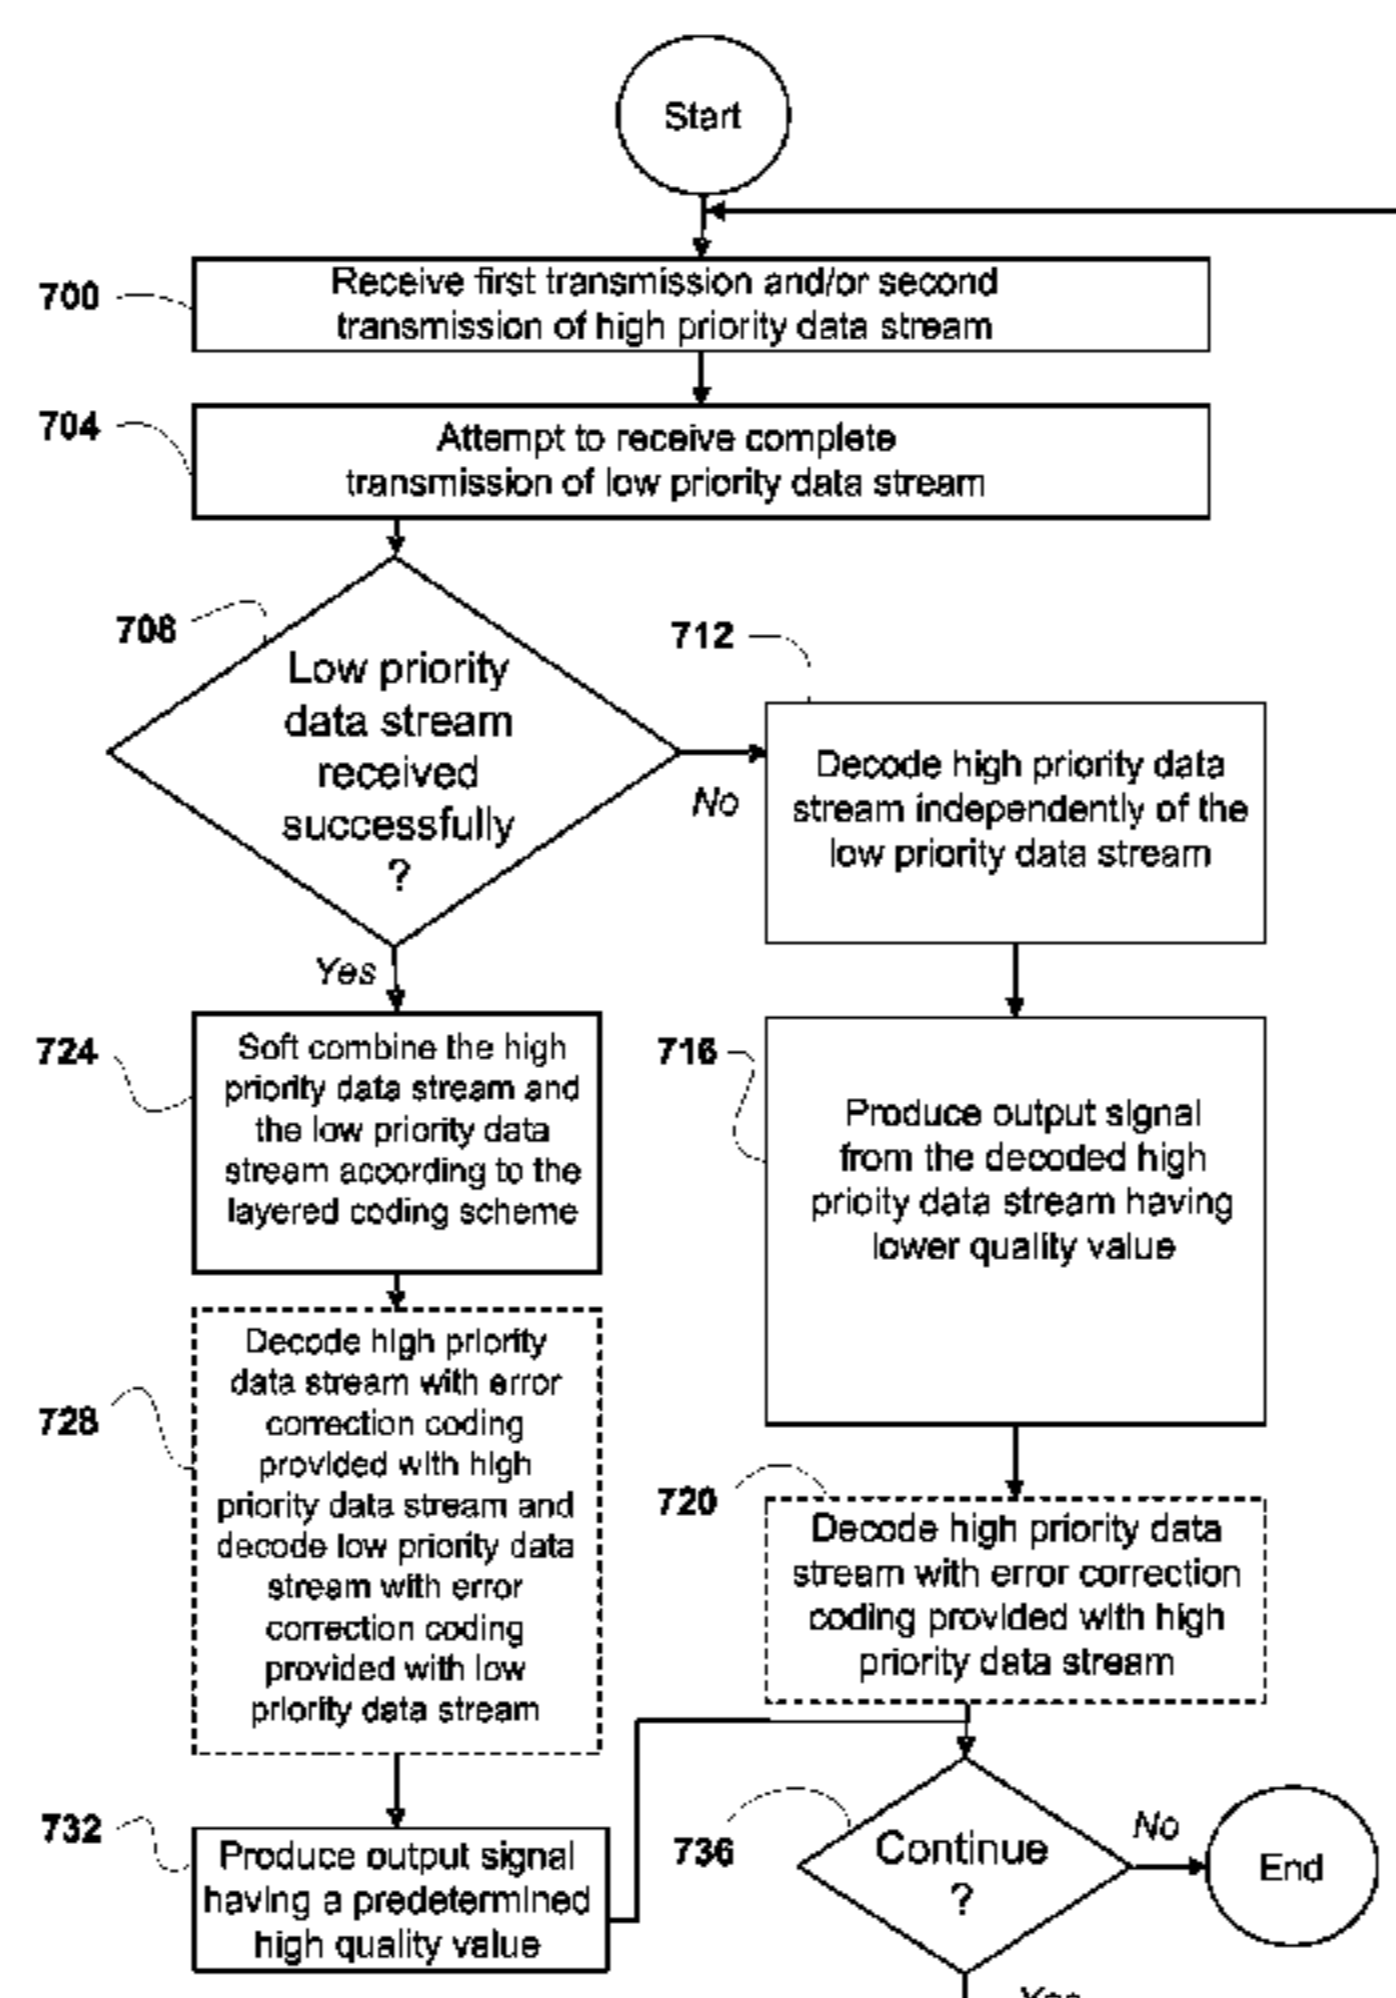 Start
700
Receive first transmission and/or second
transmission of high priority data stream
704
Attempt to receive complete
transmission of low priority data stream
708
Low priority
data stream
received
successfully
?
No
Yes
712
Decode high priority data
stream independently of the
low priority data stream
724
Soft combine the high
priority data stream and
the low priority data
stream according to the
layered coding scheme
716
Produce output signal
from the decoded high
prioity data stream having
lower quality value
728
Decode high priority
data stream with error
correction coding
provided with high
priority data stream and
decode low priority data
stream with error
correction coding
provided with low
priority data stream
720
Decode high priority data
stream with error correction
coding provided with high
priority data stream
732
Produce output signal
having a predetermined
high quality value
736
Continue
?
No
End
Yes